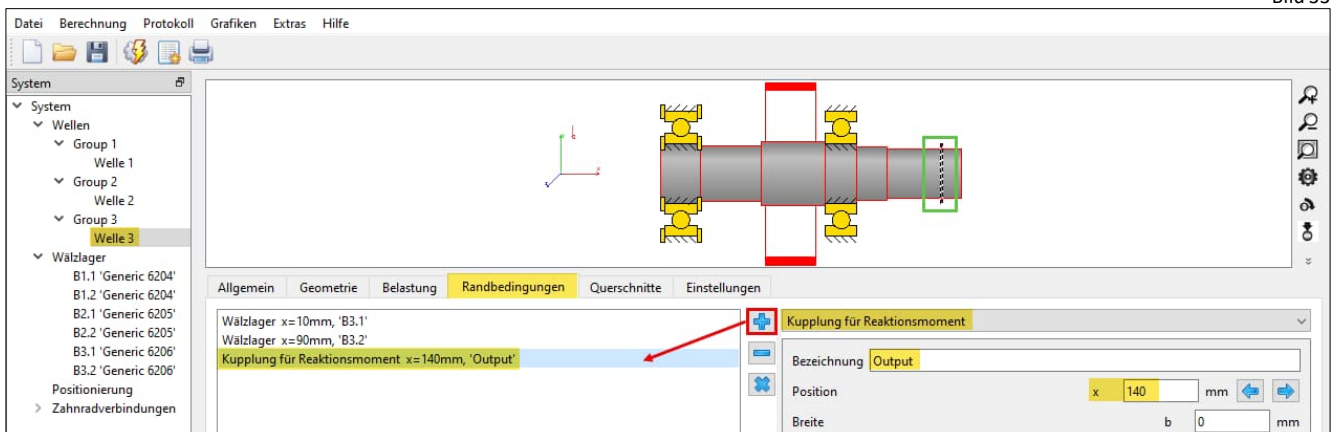 Bild 33
Datei Berechnung Protokoll Grafiken Extras Hilfe
System
System
Wellen
Group 1
Welle 1
Group 2
Welle 2
Group 3
Welle 3
Wälzlager
B1.1 'Generic 6204'
B1.2 'Generic 6204'
B2.1 'Generic 6205'
B2.2 'Generic 6205'
B3.1 'Generic 6206'
B3.2 'Generic 6206'
Positionierung
Zahnradverbindungen
Allgemein Geometrie Belastung Randbedingungen Querschnitte Einstellungen
Wälzlager x=10mm, 'B3.1'
Wälzlager x=90mm, 'B3.2'
Kupplung für Reaktionsmoment x=140mm, 'Output'
Kupplung für Reaktionsmoment
Bezeichnung Output
Position x 140 mm
Breite b 0 mm